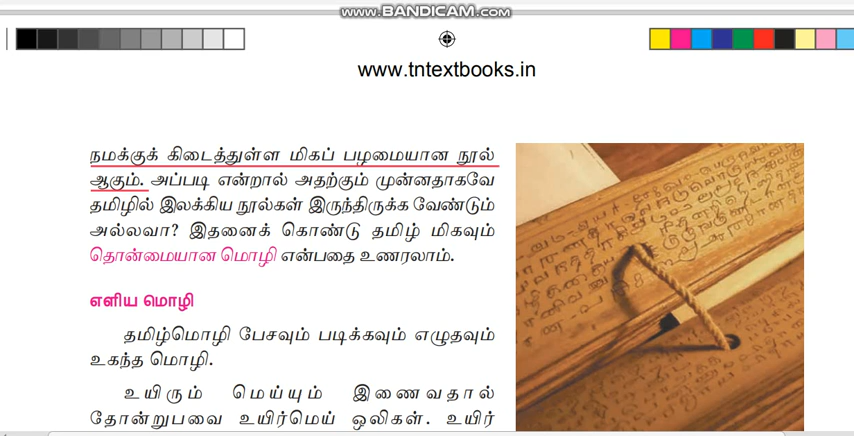 www.BANDICAM.com
www.tntextbooks.in
நமக்குக் கிடைத்துள்ள மிகப் பழமையான நூல்
ஆகும். அப்படி என்றால் அதற்கும் முன்னதாகவே
தமிழில் இலக்கிய நூல்கள் இருந்திருக்க வேண்டும்
அல்லவா? இதனைக் கொண்டு தமிழ் மிகவும்
தொன்மையான மொழி என்பதை உணரலாம்.
எளிய மொழி
தமிழ்மொழி பேசவும் படிக்கவும் எழுதவும்
உகந்த மொழி.
உயிரும் மெய்யும் இணைவதால்
தோன்றுபவை உயிர்மெய் ஒலிகள். உயிர்